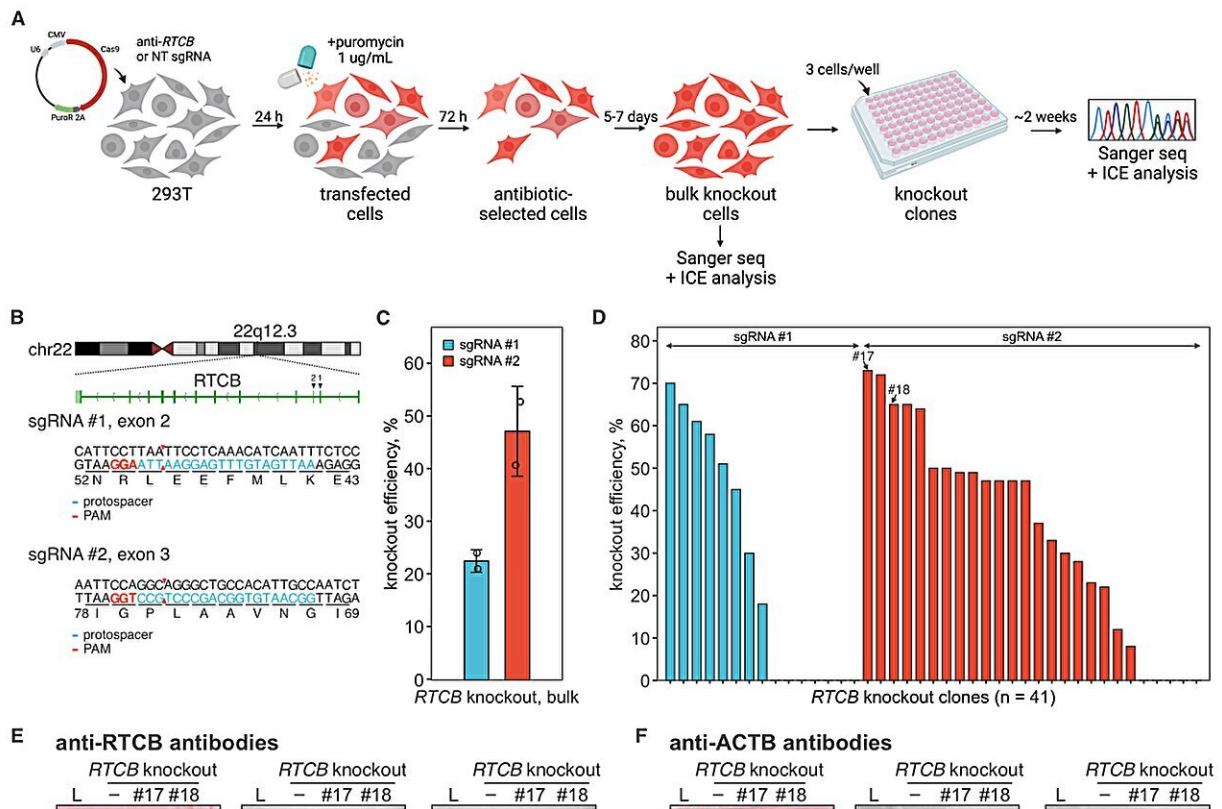 A
CMV
U6
Cas9
PuroR 2A
anti-RTCB
or NT sgRNA
+puromycin
1 ug/mL
3 cells/well
24 h
72 h
5-7 days
~2 weeks
293T
transfected
cells
antibiotic-
selected cells
bulk knockout
cells
knockout
clones
Sanger seq
+ ICE analysis
Sanger seq
+ ICE analysis
B
22q12.3
chr22
RTCB
2 1
sgRNA #1, exon 2
CATTCCTTAATTCCTCAAACATCAATTTCTCC
GTAAGGAATTAAGGAGTTTGTAGTTAAAGAGG
52 N R L E E F M L K E 43
protospacer
PAM
sgRNA #2, exon 3
AATTCCAGGCAGGGCTGCCACATTGCCAATCT
TTAAGGTCCGTCCCGACGGTGTAACGGTTAGA
78 I G P L A A V N G I 69
protospacer
PAM
C
sgRNA #1
sgRNA #2
knockout efficiency, %
60
50
40
30
20
10
0
RTCB knockout, bulk
D
sgRNA #1
sgRNA #2
#17
#18
knockout efficiency, %
80
70
60
50
40
30
20
10
0
RTCB knockout clones (n = 41)
E anti-RTCB antibodies
RTCB knockout RTCB knockout RTCB knockout
L – #17 #18 L – #17 #18 L – #17 #18
F anti-ACTB antibodies
RTCB knockout RTCB knockout RTCB knockout
L – #17 #18 L – #17 #18 L – #17 #18